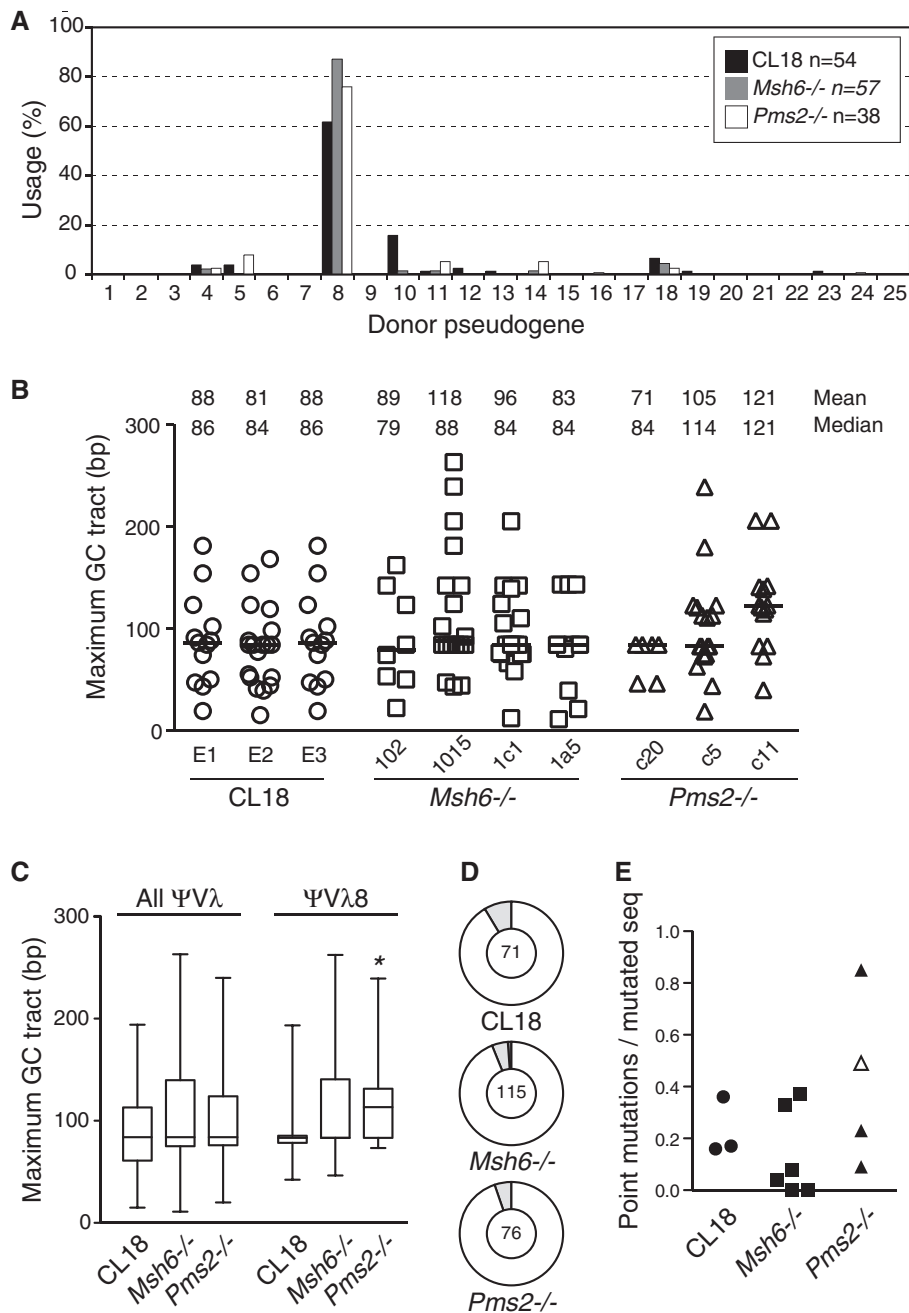 A
100
80
60
40
20
0
Usage (%)
CL18 n=54
Msh6-/- n=57
Pms2-/- n=38
1 2 3 4 5 6 7 8 9 10 11 12 13 14 15 16 17 18 19 20 21 22 23 24 25
Donor pseudogene
B
88 81 88 89 118 96 83 71 105 121 Mean
86 84 86 79 88 84 84 84 114 121 Median
300
200
100
0
Maximum GC tract (bp)
E1 E2 E3 102 1015 1c1 1a5 c20 c5 c11
CL18 Msh6-/- Pms2-/-
C
All ΨVλ ΨVλ8
300
200
100
0
Maximum GC tract (bp)
*
CL18 Msh6-/- Pms2-/- CL18 Msh6-/- Pms2-/-
D
71
CL18
115
Msh6-/-
76
Pms2-/-
E
1.0
0.8
0.6
0.4
0.2
0.0
Point mutations / mutated seq
CL18 Msh6-/- Pms2-/-